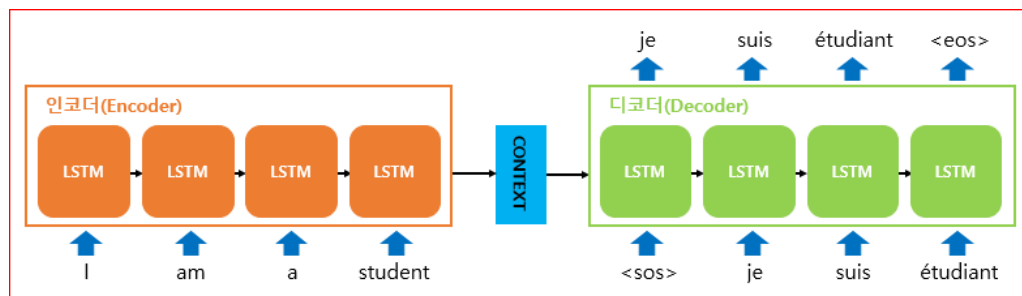 je suis étudiant <eos>
인코더(Encoder)
디코더(Decoder)
LSTM LSTM LSTM LSTM
CONTEXT
LSTM LSTM LSTM LSTM
I am a student
<sos> je suis étudiant